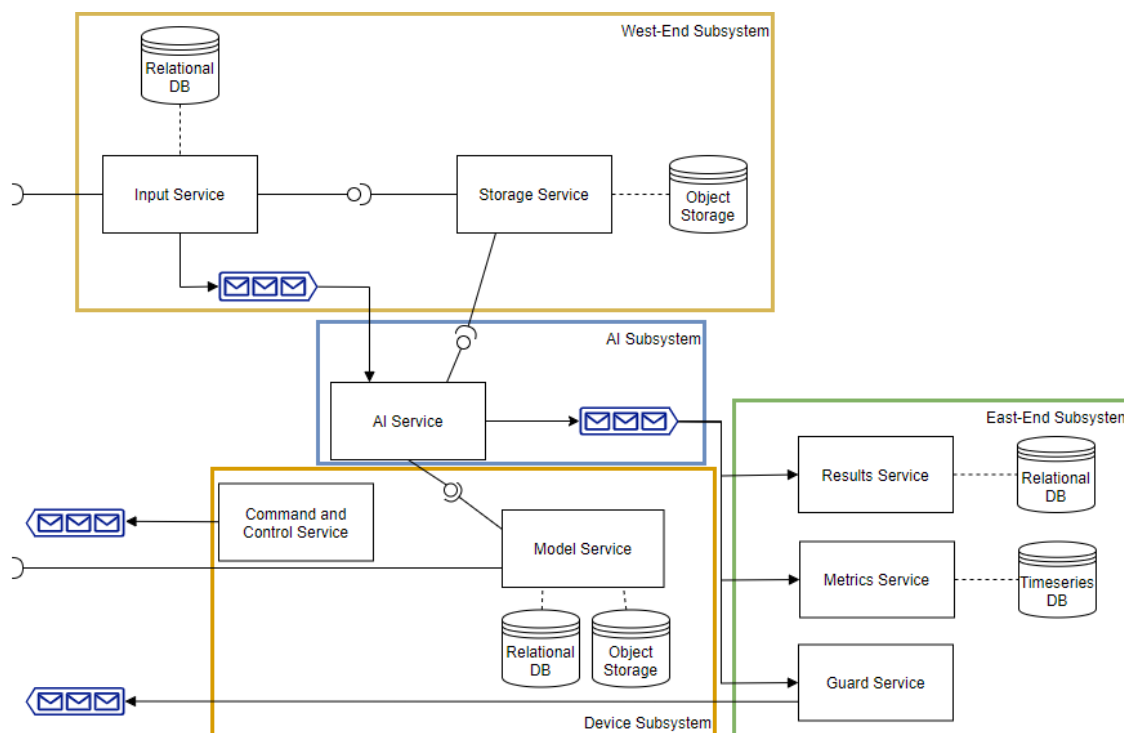 West-End Subsystem
Relational
DB
Input Service
Storage Service
Object
Storage
AI Subsystem
AI Service
East-End Subsystem
Results Service
Relational
DB
Command and
Control Service
Model Service
Metrics Service
Timeseries
DB
Relational
DB
Object
Storage
Guard Service
Device Subsystem